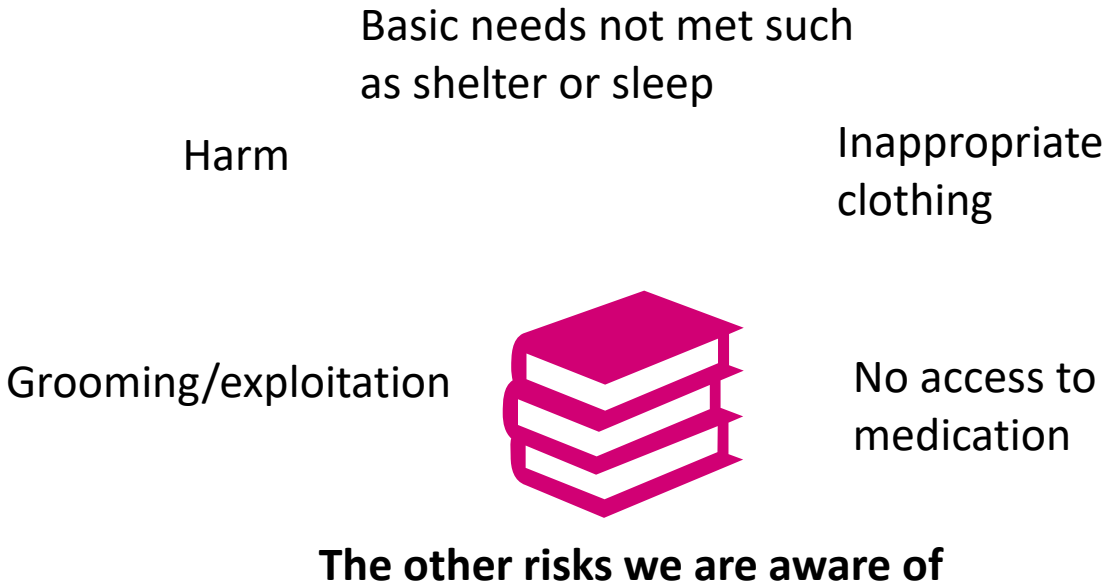 Basic needs not met such
as shelter or sleep
Harm
Inappropriate
clothing
Grooming/exploitation
No access to
medication
The other risks we are aware of